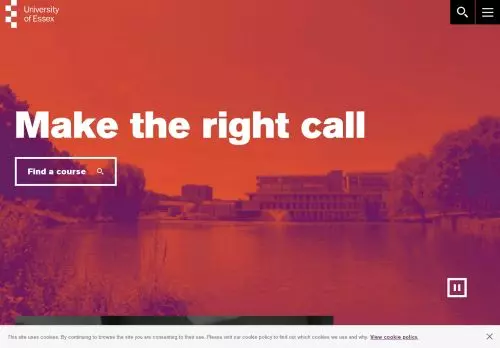 University
of Essex
Make the right call
Find a course
This site uses cookies. By continuing to browse the site you are consenting to their use. Please visit our cookie policy to find out which cookies we use and why. View cookie policy.